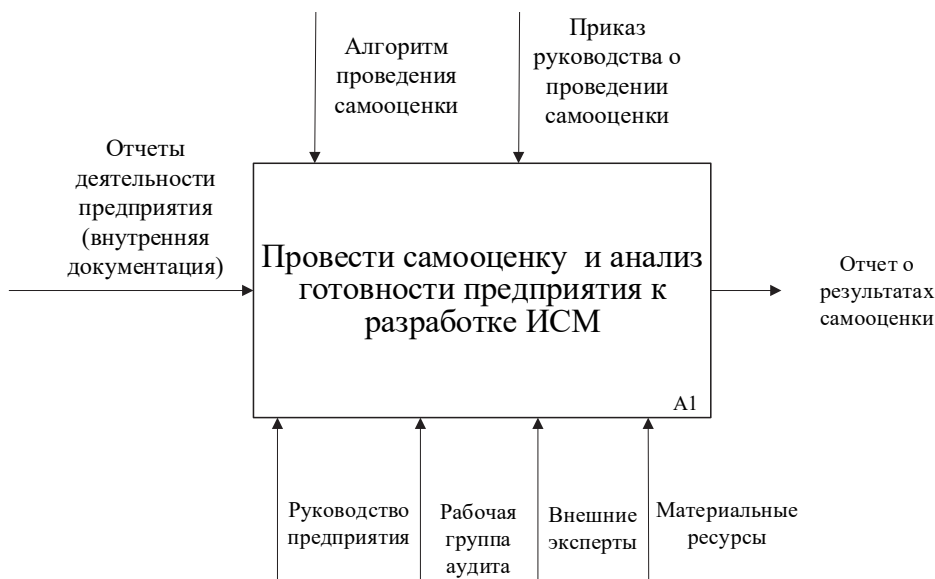 Алгоритм
проведения
самооценки
Приказ
руководства о
проведении
самооценки
Отчеты
деятельности
предприятия
(внутренняя
документация)
Провести самооценку и анализ
готовности предприятия к
разработке ИСМ
А1
Отчет о
результатах
самооценки
Руководство
предприятия
Рабочая
группа
аудита
Внешние
эксперты
Материальные
ресурсы